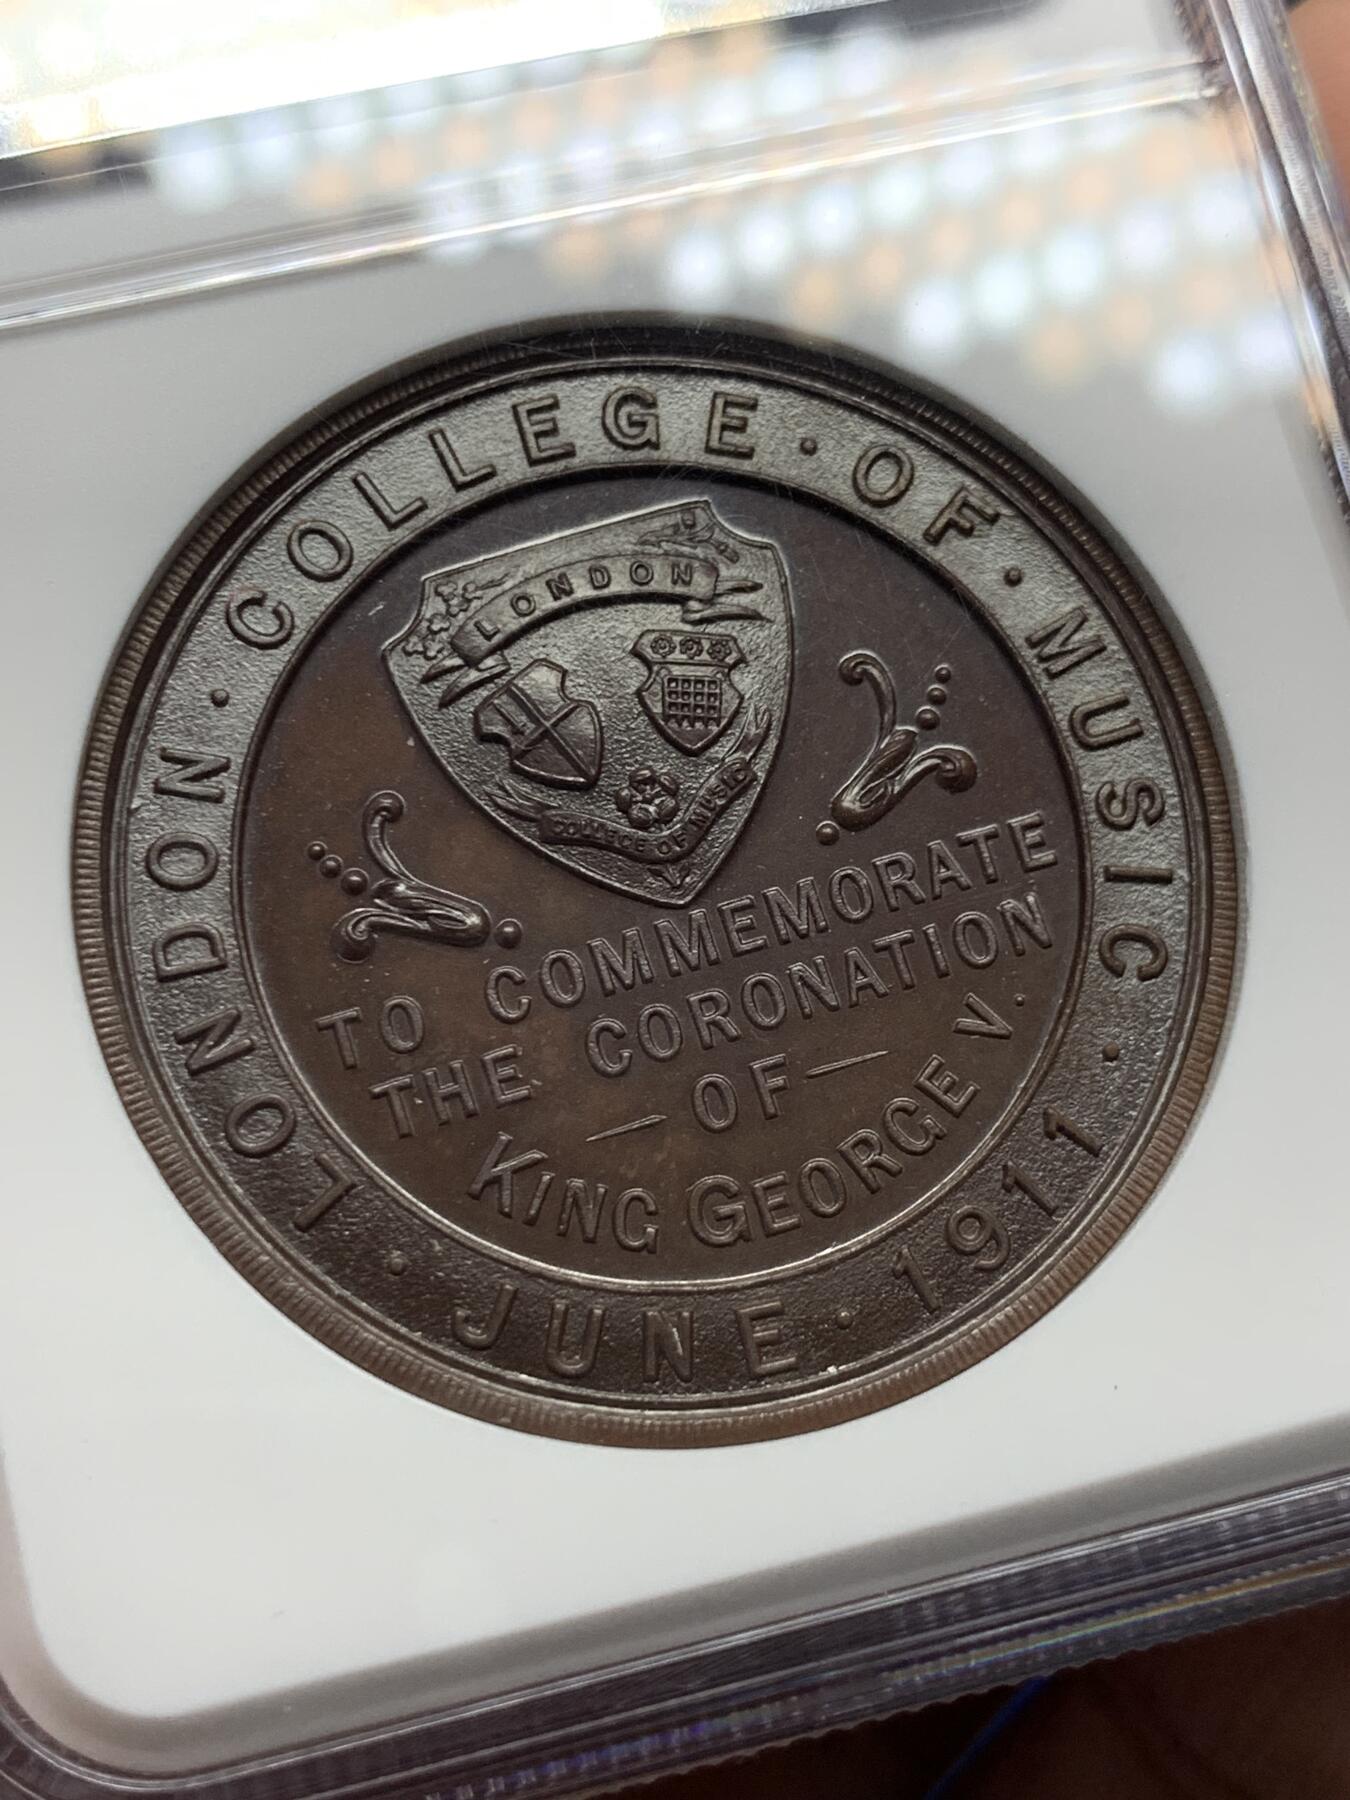 LONDON · COLLEGE · OF · MUSIC ·
JUNE · 1911
LONDON
COLLEGE OF MUSIC
TO COMMEMORATE
THE CORONATION
— OF —
KING GEORGE V.